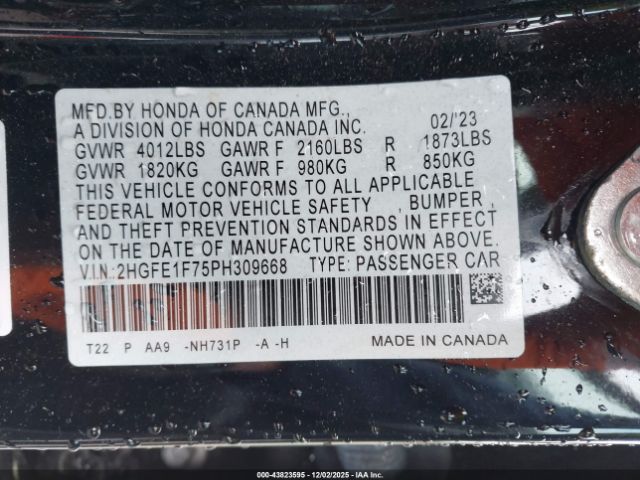 MFD.BY HONDA OF CANADA MFG.,
A DIVISION OF HONDA CANADA INC. 02/'23
GVWR 4012LBS GAWR F 2160LBS R 1873LBS
GVWR 1820KG GAWR F 980KG R 850KG
THIS VEHICLE CONFORMS TO ALL APPLICABLE
FEDERAL MOTOR VEHICLE SAFETY , BUMPER ,
AND THEFT PREVENTION STANDARDS IN EFFECT
ON THE DATE OF MANUFACTURE SHOWN ABOVE.
V.I.N:2HGFE1F75PH309668 TYPE: PASSENGER CAR
T22 P AA9 -NH731P -A -H MADE IN CANADA
000-43823595 • 12/02/2025 • IAA Inc.